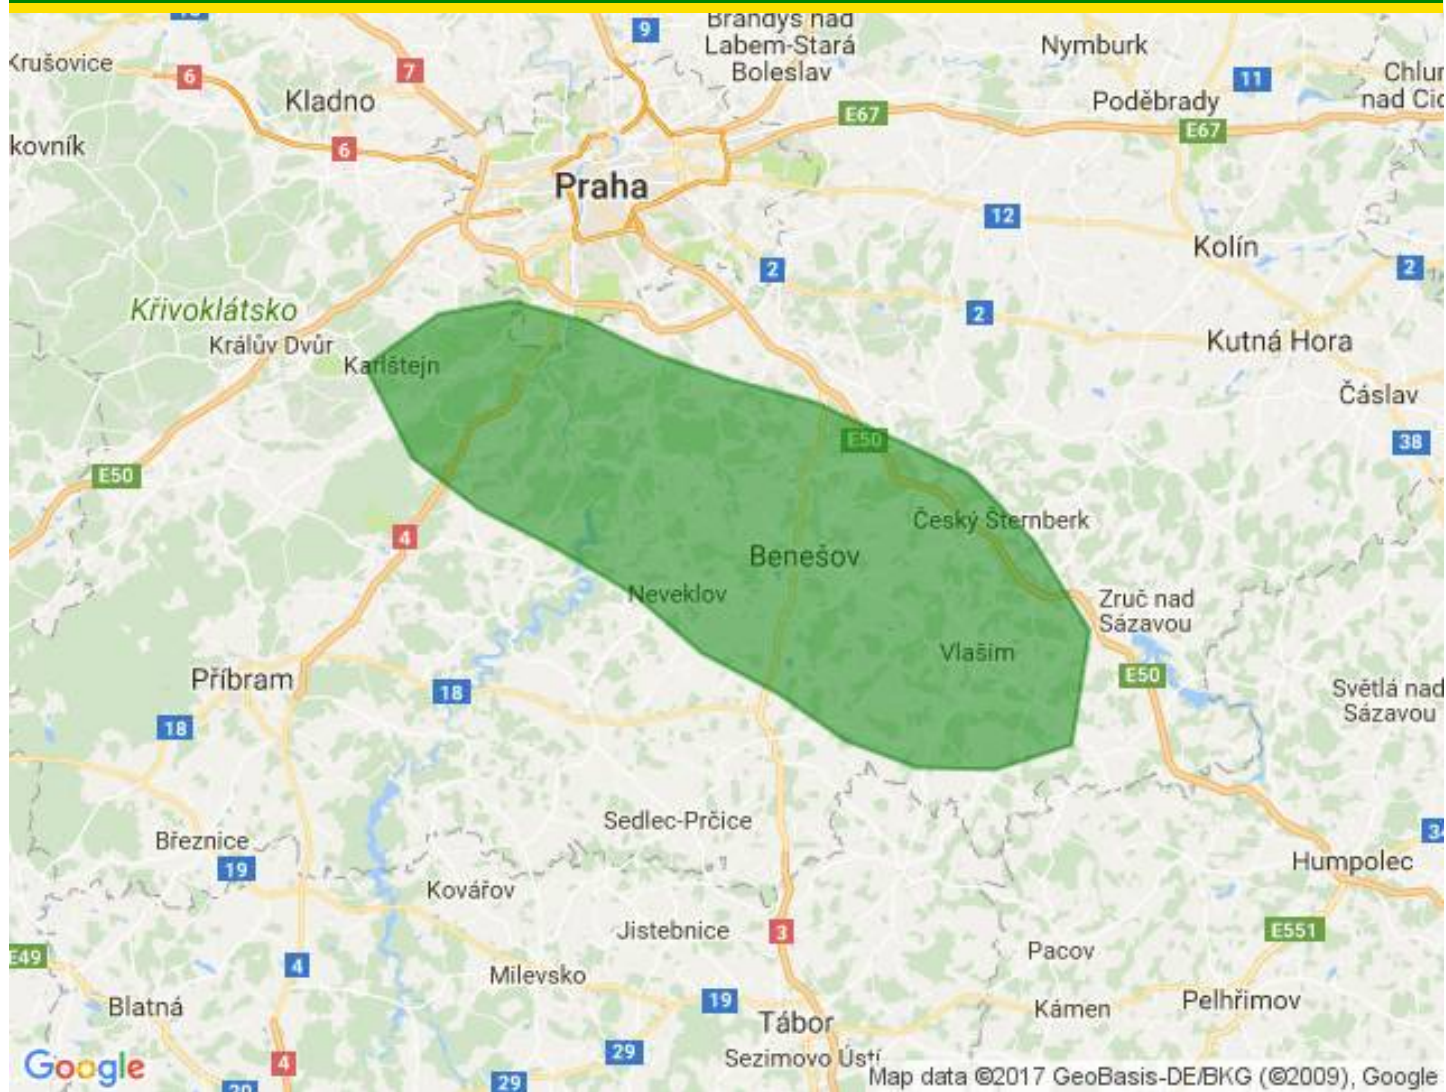 9
Brandýs nad
Labem-Stará
Boleslav
Nymburk
Krušovice
6
7
11
Kladno
Poděbrady
E67
E67
kovník
6
Praha
12
Kolín
2
2
Křivoklátsko
2
Králův Dvůr
Kutná Hora
Karlštejn
Čáslav
E50
38
E50
Český Šternberk
4
Benešov
Neveklov
Zruč nad
Sázavou
Vlašim
Příbram
18
E50
Světlá nad
Sázavou
18
Sedlec-Prčice
Březnice
19
Humpolec
Kovářov
Jistebnice
3
E551
Pacov
E49
4
Milevsko
Blatná
19
Kámen
Pelhřimov
Tábor
29
Sezimovo Ústí
Google
4
29
20
Map data ©2017 GeoBasis-DE/BKG (©2009), Google